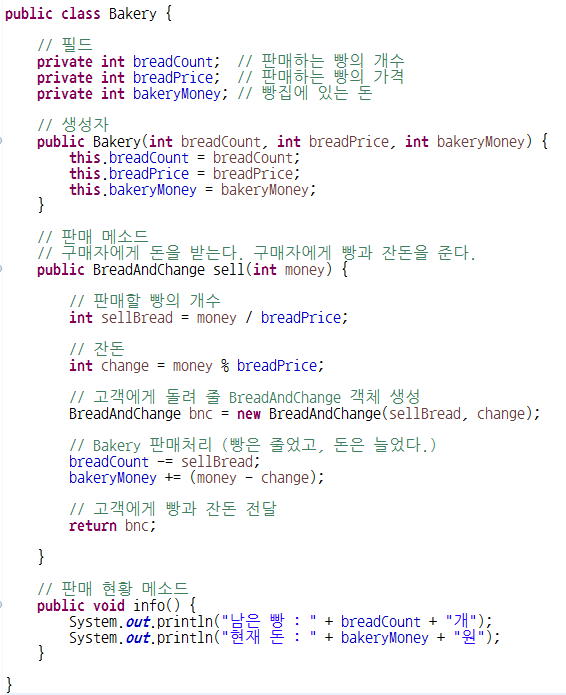 public class Bakery {
// 필드
private int breadCount; // 판매하는 빵의 개수
private int breadPrice; // 판매하는 빵의 가격
private int bakeryMoney; // 빵집에 있는 돈
// 생성자
public Bakery(int breadCount, int breadPrice, int bakeryMoney) {
this.breadCount = breadCount;
this.breadPrice = breadPrice;
this.bakeryMoney = bakeryMoney;
}
// 판매 메소드
// 구매자에게 돈을 받는다. 구매자에게 빵과 잔돈을 준다.
public BreadAndChange sell(int money) {
// 판매할 빵의 개수
int sellBread = money / breadPrice;
// 잔돈
int change = money % breadPrice;
// 고객에게 돌려 줄 BreadAndChange 객체 생성
BreadAndChange bnc = new BreadAndChange(sellBread, change);
// Bakery 판매처리 (빵은 줄었고, 돈은 늘었다.)
breadCount -= sellBread;
bakeryMoney += (money - change);
// 고객에게 빵과 잔돈 전달
return bnc;
}
// 판매 현황 메소드
public void info() {
System.out.println("남은 빵 : " + breadCount + "개");
System.out.println("현재 돈 : " + bakeryMoney + "원");
}
}